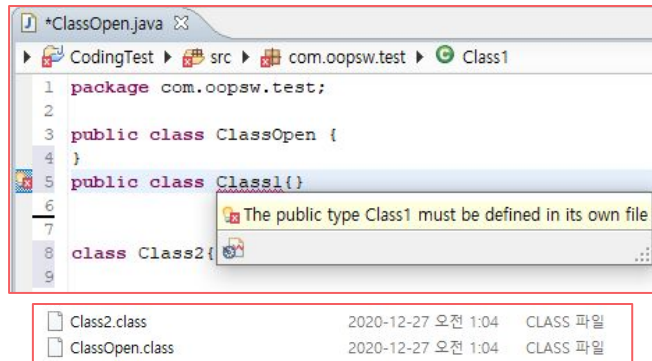 *ClassOpen.java
CodingTest src com.oopsw.test Class1
1 package com.oopsw.test;
2
3 public class ClassOpen {
4 }
5 public class Class1{}
6
The public type Class1 must be defined in its own file
7
8 class Class2{
9
Class2.class 2020-12-27 오전 1:04 CLASS 파일
ClassOpen.class 2020-12-27 오전 1:04 CLASS 파일